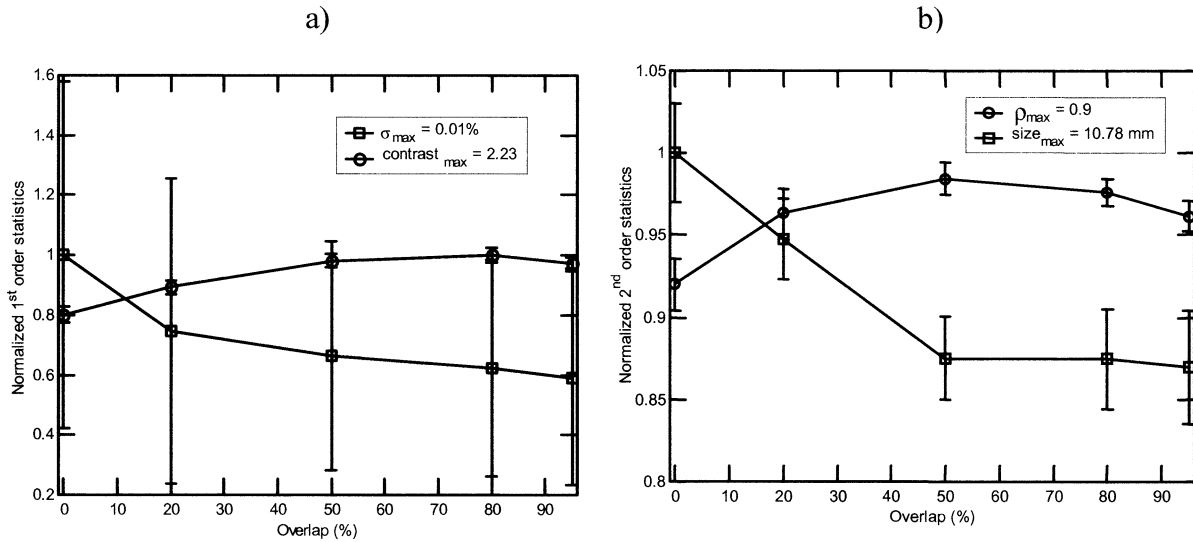 a)
b)
1.6
1.4
1.2
1
0.8
0.6
0.4
0.2
Normalized 1st order statistics
σmax = 0.01%
contrast max = 2.23
0 10 20 30 40 50 60 70 80 90
Overlap (%)
1.05
1
0.95
0.9
0.85
0.8
Normalized 2nd order statistics
ρmax = 0.9
sizemax = 10.78 mm
0 10 20 30 40 50 60 70 80 90
Overlap (%)